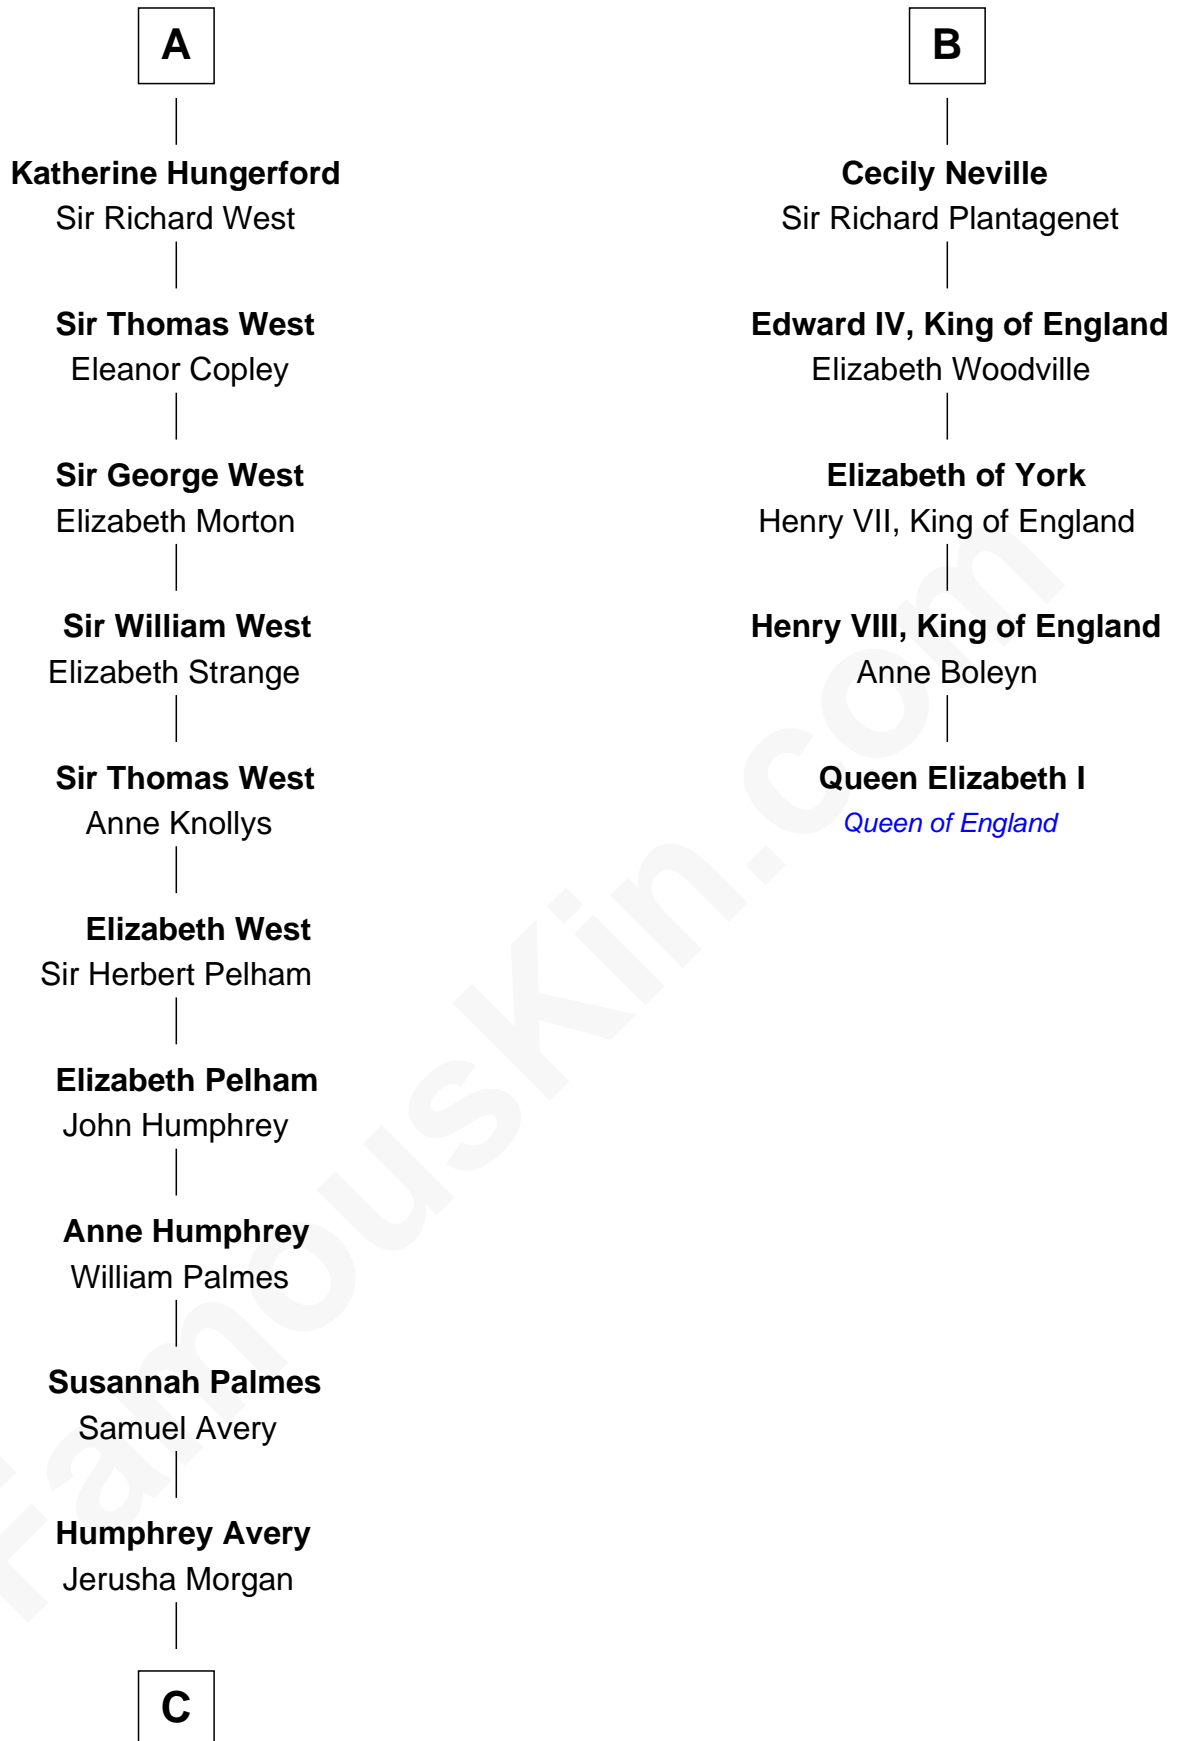 A
Katherine Hungerford
Sir Richard West
Sir Thomas West
Eleanor Copley
Sir George West
Elizabeth Morton
Sir William West
Elizabeth Strange
Sir Thomas West
Anne Knollys
Elizabeth West
Sir Herbert Pelham
Elizabeth Pelham
John Humphrey
Anne Humphrey
William Palmes
Susannah Palmes
Samuel Avery
Humphrey Avery
Jerusha Morgan
C
B
Cecily Neville
Sir Richard Plantagenet
Edward IV, King of England
Elizabeth Woodville
Elizabeth of York
Henry VII, King of England
Henry VIII, King of England
Anne Boleyn
Queen Elizabeth I
Queen of England
FamousKin.com